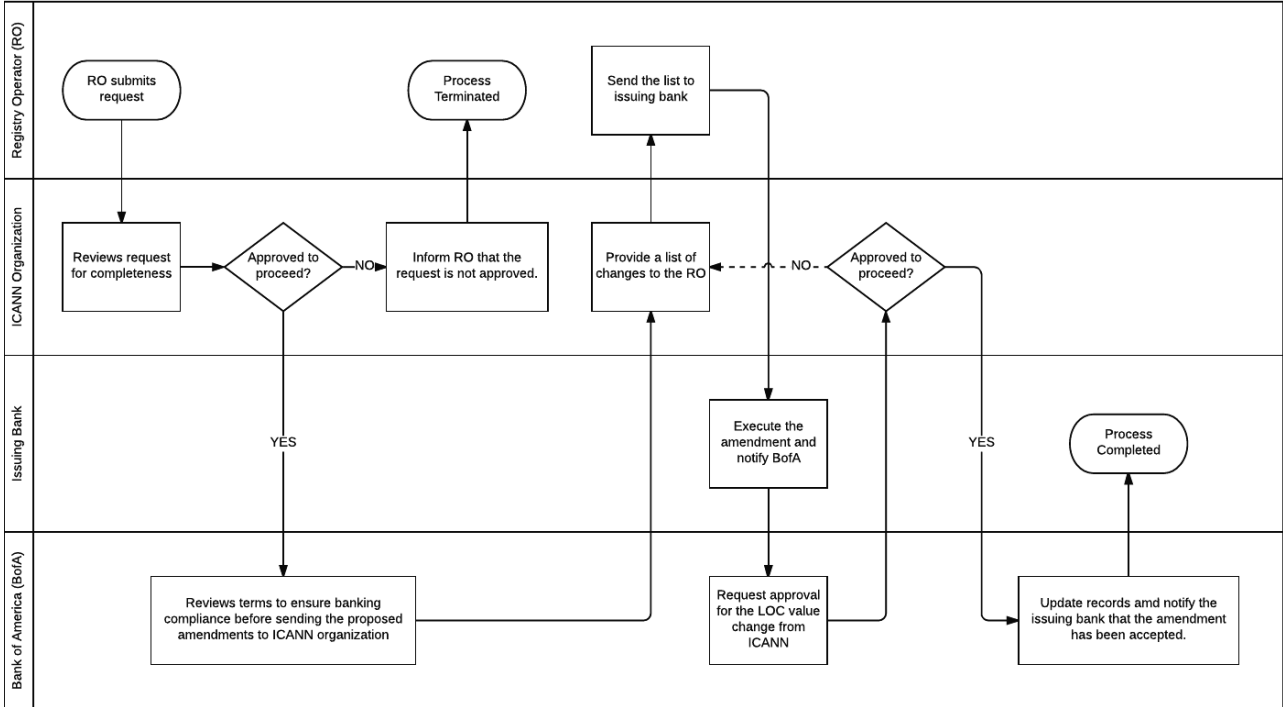 Registry Operator (RO)
RO submits
request
Process
Terminated
Send the list to
issuing bank
ICANN Organization
Reviews request
for completeness
Approved to
proceed?
NO
Inform RO that the
request is not approved.
Provide a list of
changes to the RO
NO
Approved to
proceed?
Issuing Bank
YES
Execute the
amendment and
notify BofA
YES
Process
Completed
Bank of America (BofA)
Reviews terms to ensure banking
compliance before sending the proposed
amendments to ICANN organization
Request approval
for the LOC value
change from
ICANN
Update records amd notify the
issuing bank that the amendment
has been accepted.